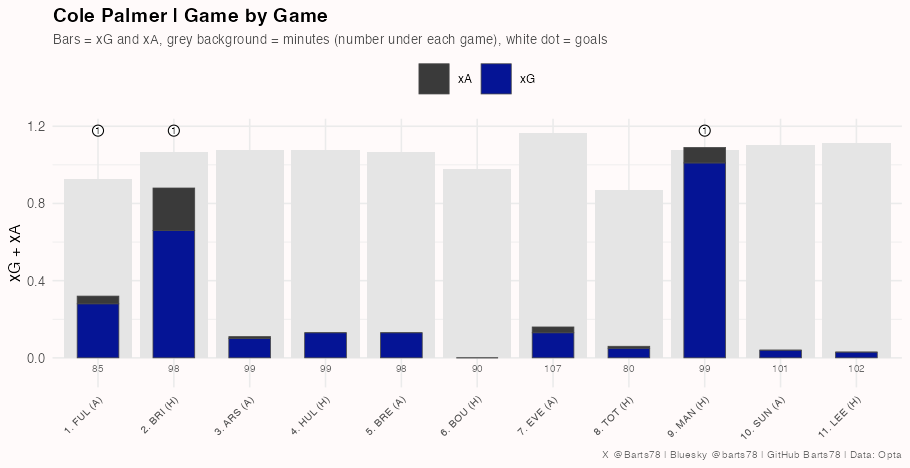 Cole Palmer | Game by Game
Bars = xG and xA, grey background = minutes (number under each game), white dot = goals
xA xG
1 1 1
xG + xA
1.2
0.8
0.4
0.0
85 98 99 99 98 90 107 80 99 101 102
1. FUL (A) 2. BRI (H) 3. ARS (A) 4. HUL (H) 5. BRE (A) 6. BOU (H) 7. EVE (A) 8. TOT (H) 9. MAN (H) 10. SUN (A) 11. LEE (H)
X @Barts78 | Bluesky @barts78 | GitHub Barts78 | Data: Opta